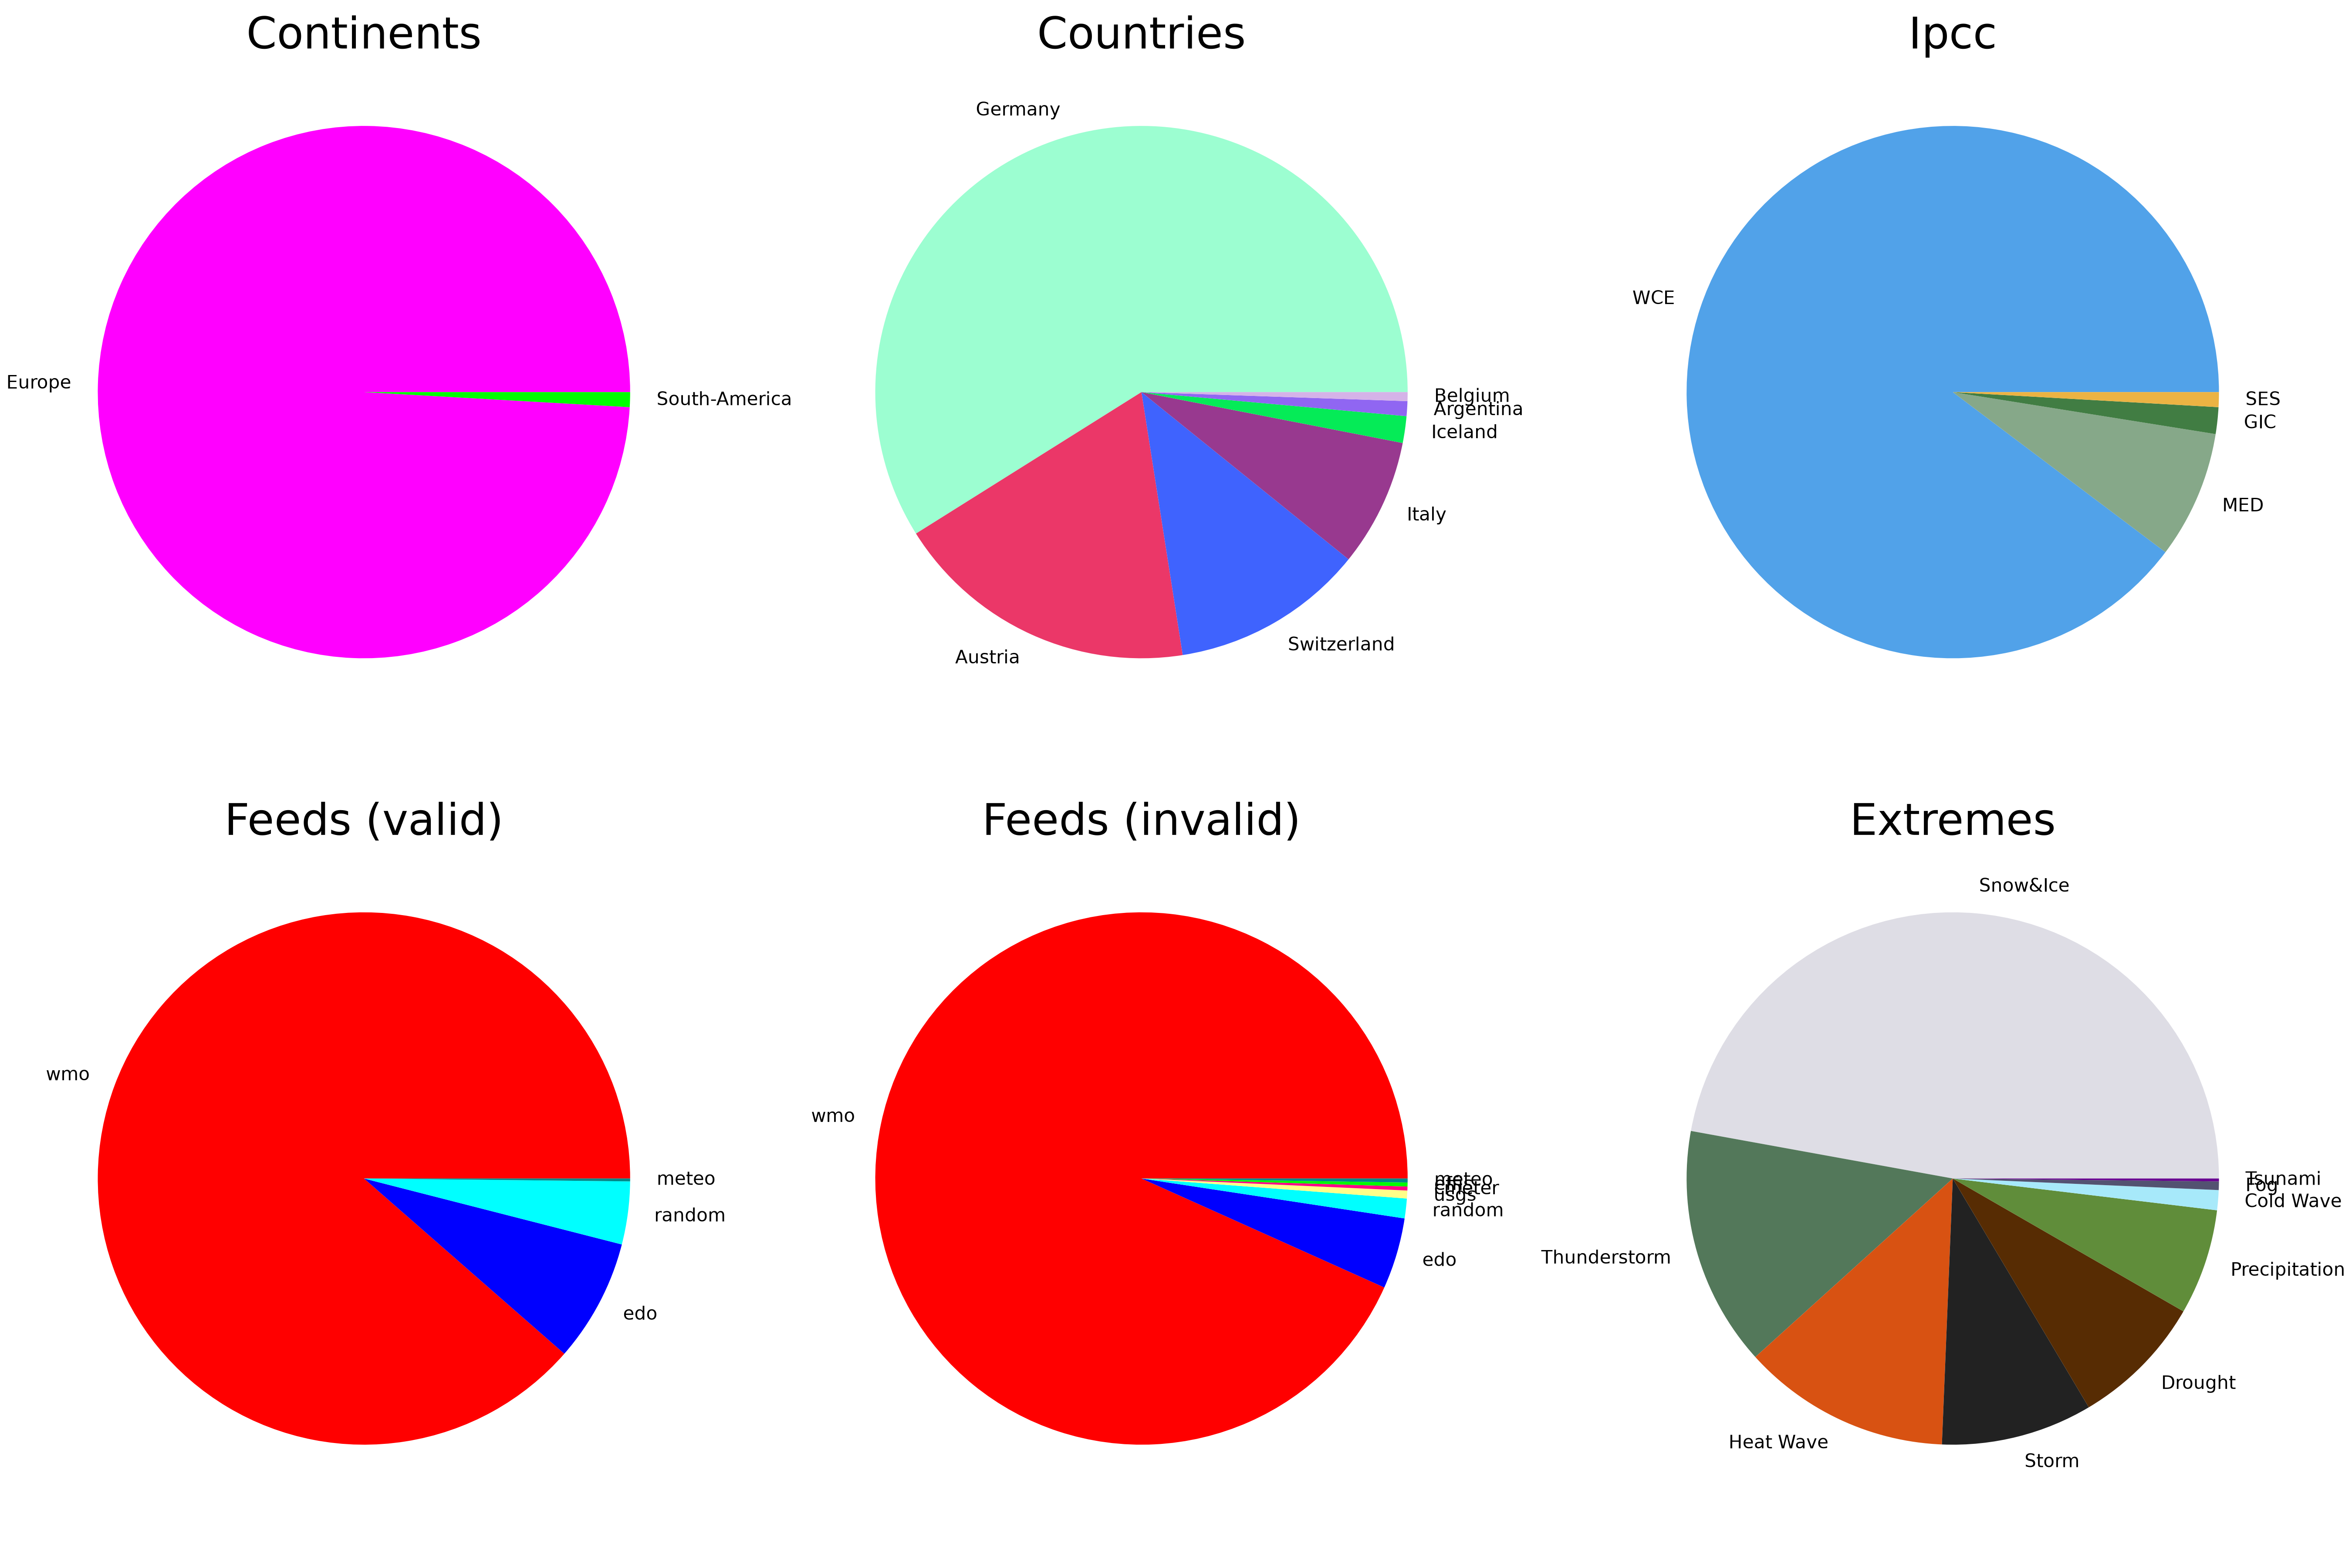 Continents
Countries
Ipcc
Germany
WCE
Europe
South-America
Belgium
Argentina
Iceland
Italy
Switzerland
Austria
SES
GIC
MED
Feeds (valid)
Feeds (invalid)
Extremes
wmo
meteo
random
edo
wmo
meteo
usgs
random
edo
Snow&Ice
Tsunami
Fog
Cold Wave
Precipitation
Thunderstorm
Drought
Heat Wave
Storm